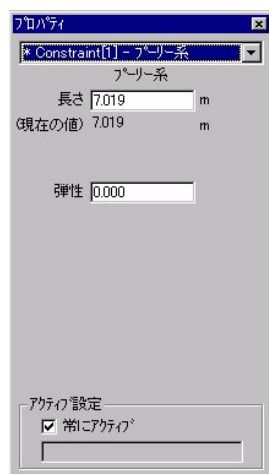 ﾌﾟﾛﾊﾟﾃｨ
* Constraint[1] - ﾌﾟｰﾘｰ系
ﾌﾟｰﾘｰ系
長さ 7.019 m
(現在の値) 7.019 m
弾性 0.000
ｱｸﾃｨﾌﾞ設定
常にｱｸﾃｨﾌﾞ